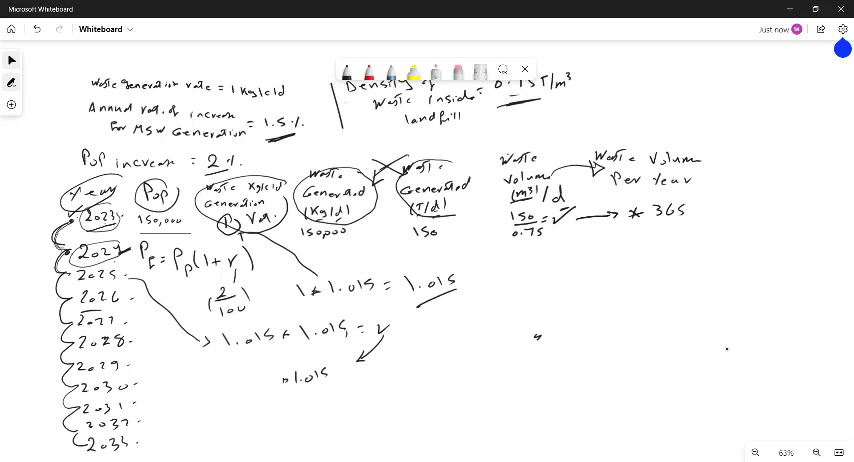 Microsoft Whiteboard
Whiteboard
Just now M
Waste Generation rate = 1 Kg/c/d
Annual rate of increase
For MSW Generation = 1.5 %
Density of
Waste inside = 0.75 T/m³
landfill
Pop increase = 2 %
Year
Pop
Waste Kg/c/d
Generation
Waste
Generated
(Kg/d)
Waste
Generated
(T/d)
Waste
Volume
(m³)/d
Waste Volume
Per Year
2023
150,000
150,000
150
150
0.75
= ✓ → * 365
2024
P = Pp (1 + r)
(2/100)
1 * 1.015 = 1.015
2025
2026
2027
1.015 * 1.015 = ✓
2028
2029
*1.015
2030
2031
2032
2033
63%